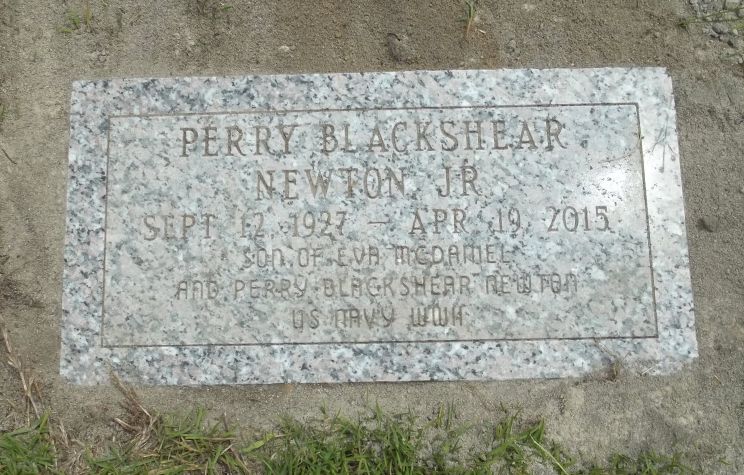 PERRY BLACKSHEAR
NEWTON JR
SEPT 12 1927 – APR 19 2015
SON OF EVA MCDANIEL
AND PERRY BLACKSHEAR NEWTON
US NAVY WWII